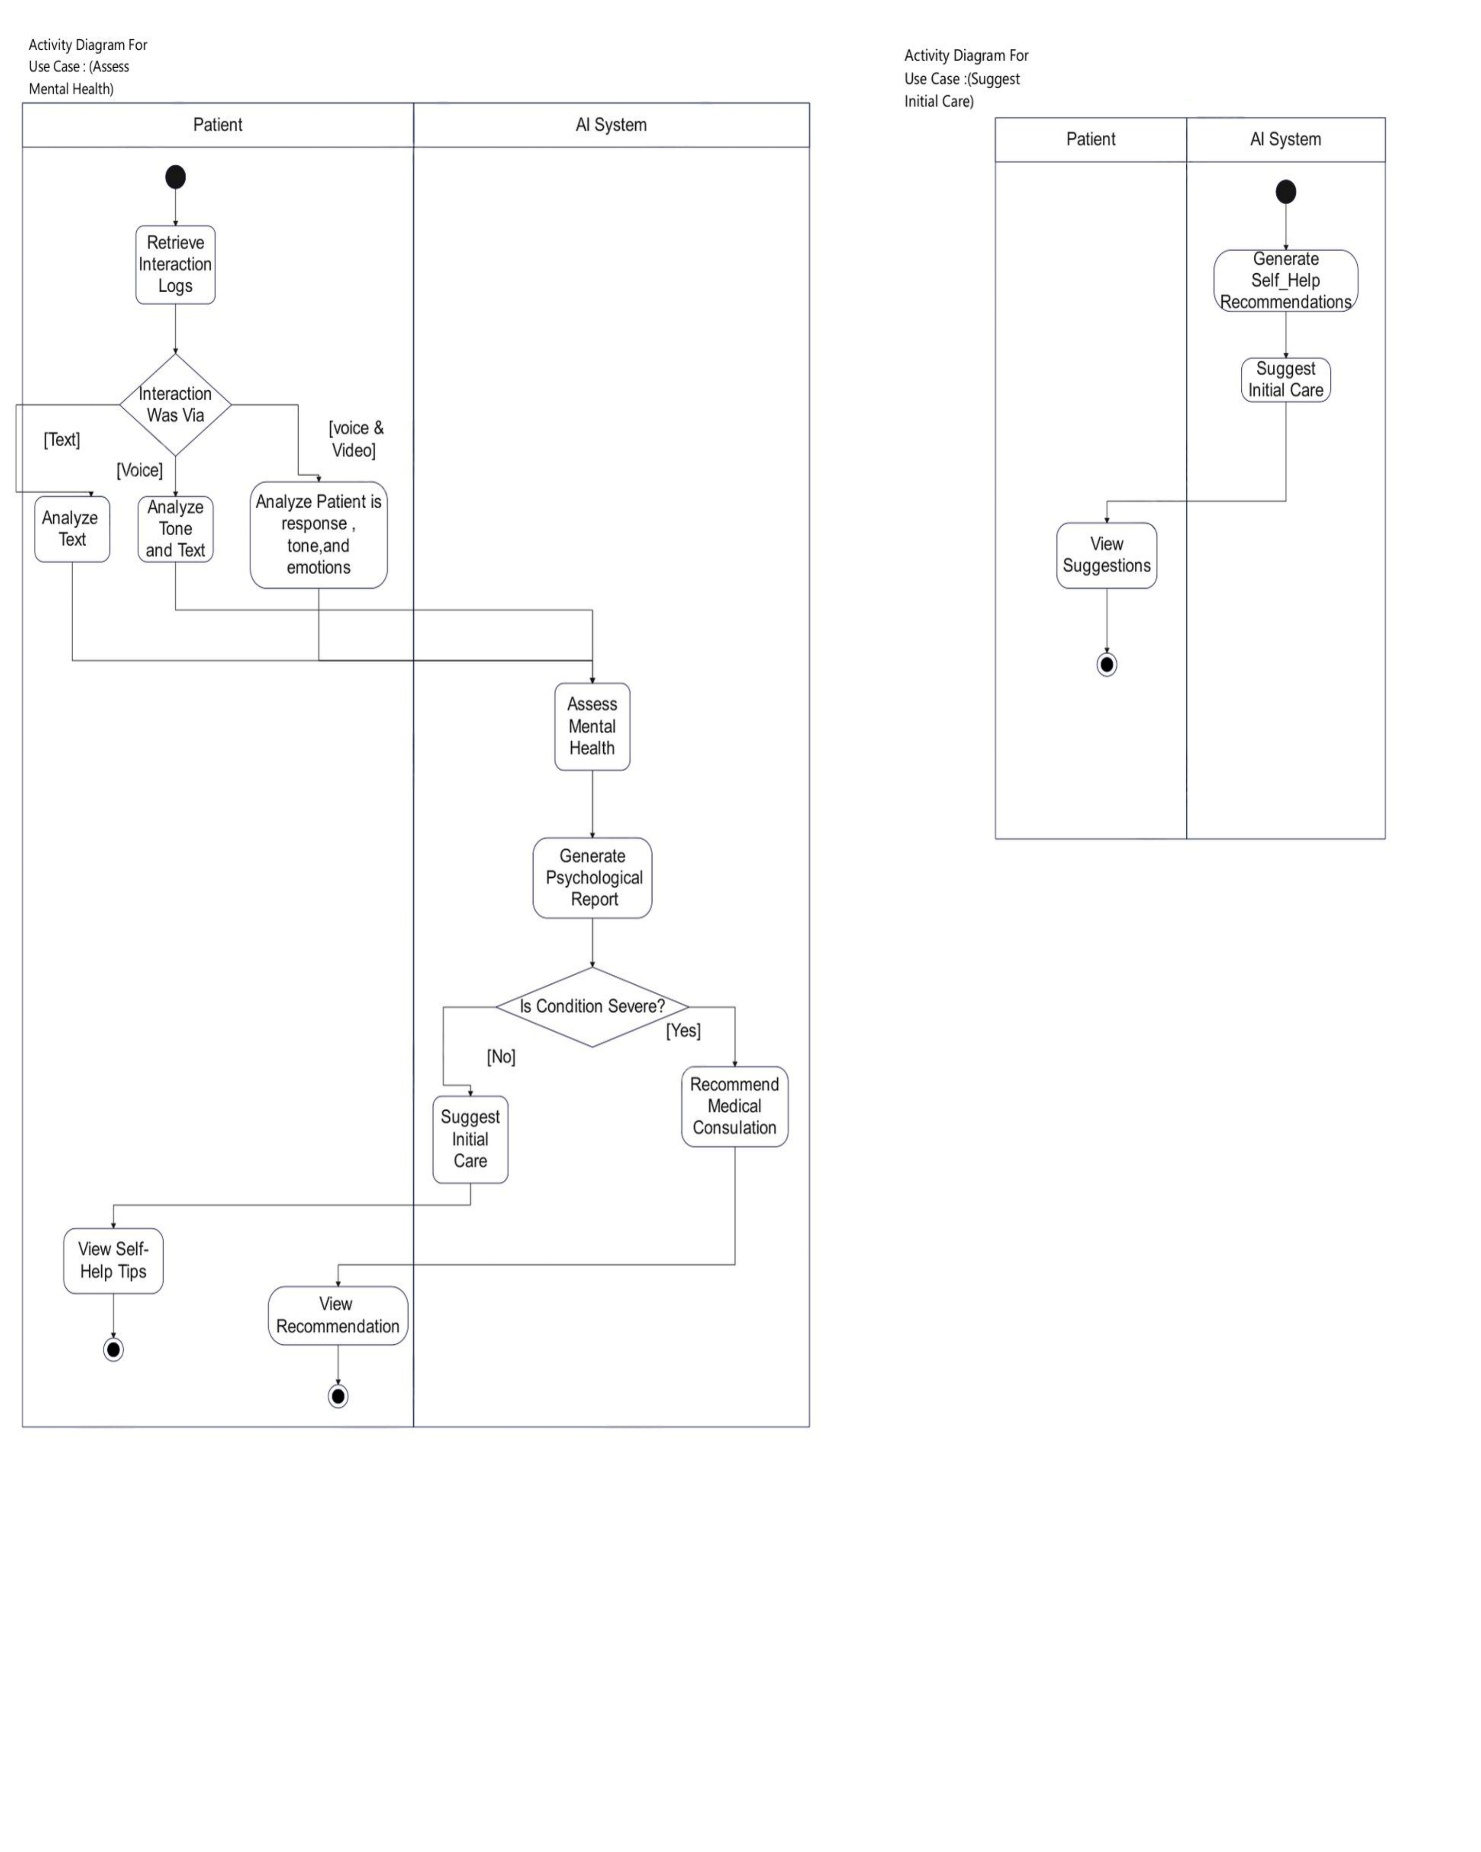 Activity Diagram For
Use Case : (Assess
Mental Health)
Patient
AI System
Retrieve
Interaction
Logs
Interaction
Was Via
[Text]
[Voice]
[voice &
Video]
Analyze
Text
Analyze
Tone
and Text
Analyze Patient is
response ,
tone,and
emotions
Assess
Mental
Health
Generate
Psychological
Report
Is Condition Severe?
[No]
[Yes]
Suggest
Initial
Care
Recommend
Medical
Consulation
View Self-
Help Tips
View
Recommendation
Activity Diagram For
Use Case :(Suggest
Initial Care)
Patient
AI System
Generate
Self_Help
Recommendations
Suggest
Initial Care
View
Suggestions